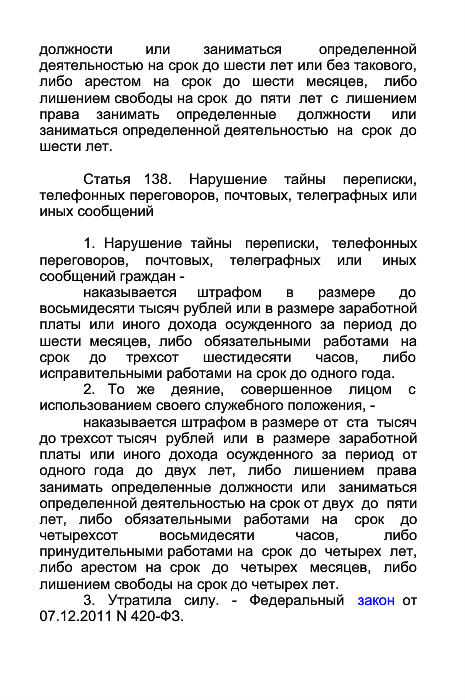 должности или заниматься определенной
деятельностью на срок до шести лет или без такового,
либо арестом на срок до шести месяцев, либо
лишением свободы на срок до пяти лет с лишением
права занимать определенные должности или
заниматься определенной деятельностью на срок до
шести лет.
Статья 138. Нарушение тайны переписки,
телефонных переговоров, почтовых, телеграфных или
иных сообщений
1. Нарушение тайны переписки, телефонных
переговоров, почтовых, телеграфных или иных
сообщений граждан -
наказывается штрафом в размере до
восьмидесяти тысяч рублей или в размере заработной
платы или иного дохода осужденного за период до
шести месяцев, либо обязательными работами на
срок до трехсот шестидесяти часов, либо
исправительными работами на срок до одного года.
2. То же деяние, совершенное лицом с
использованием своего служебного положения, -
наказывается штрафом в размере от ста тысяч
до трехсот тысяч рублей или в размере заработной
платы или иного дохода осужденного за период от
одного года до двух лет, либо лишением права
занимать определенные должности или заниматься
определенной деятельностью на срок от двух до пяти
лет, либо обязательными работами на срок до
четырехсот восьмидесяти часов, либо
принудительными работами на срок до четырех лет,
либо арестом на срок до четырех месяцев, либо
лишением свободы на срок до четырех лет.
3. Утратила силу. - Федеральный закон от
07.12.2011 N 420-ФЗ.